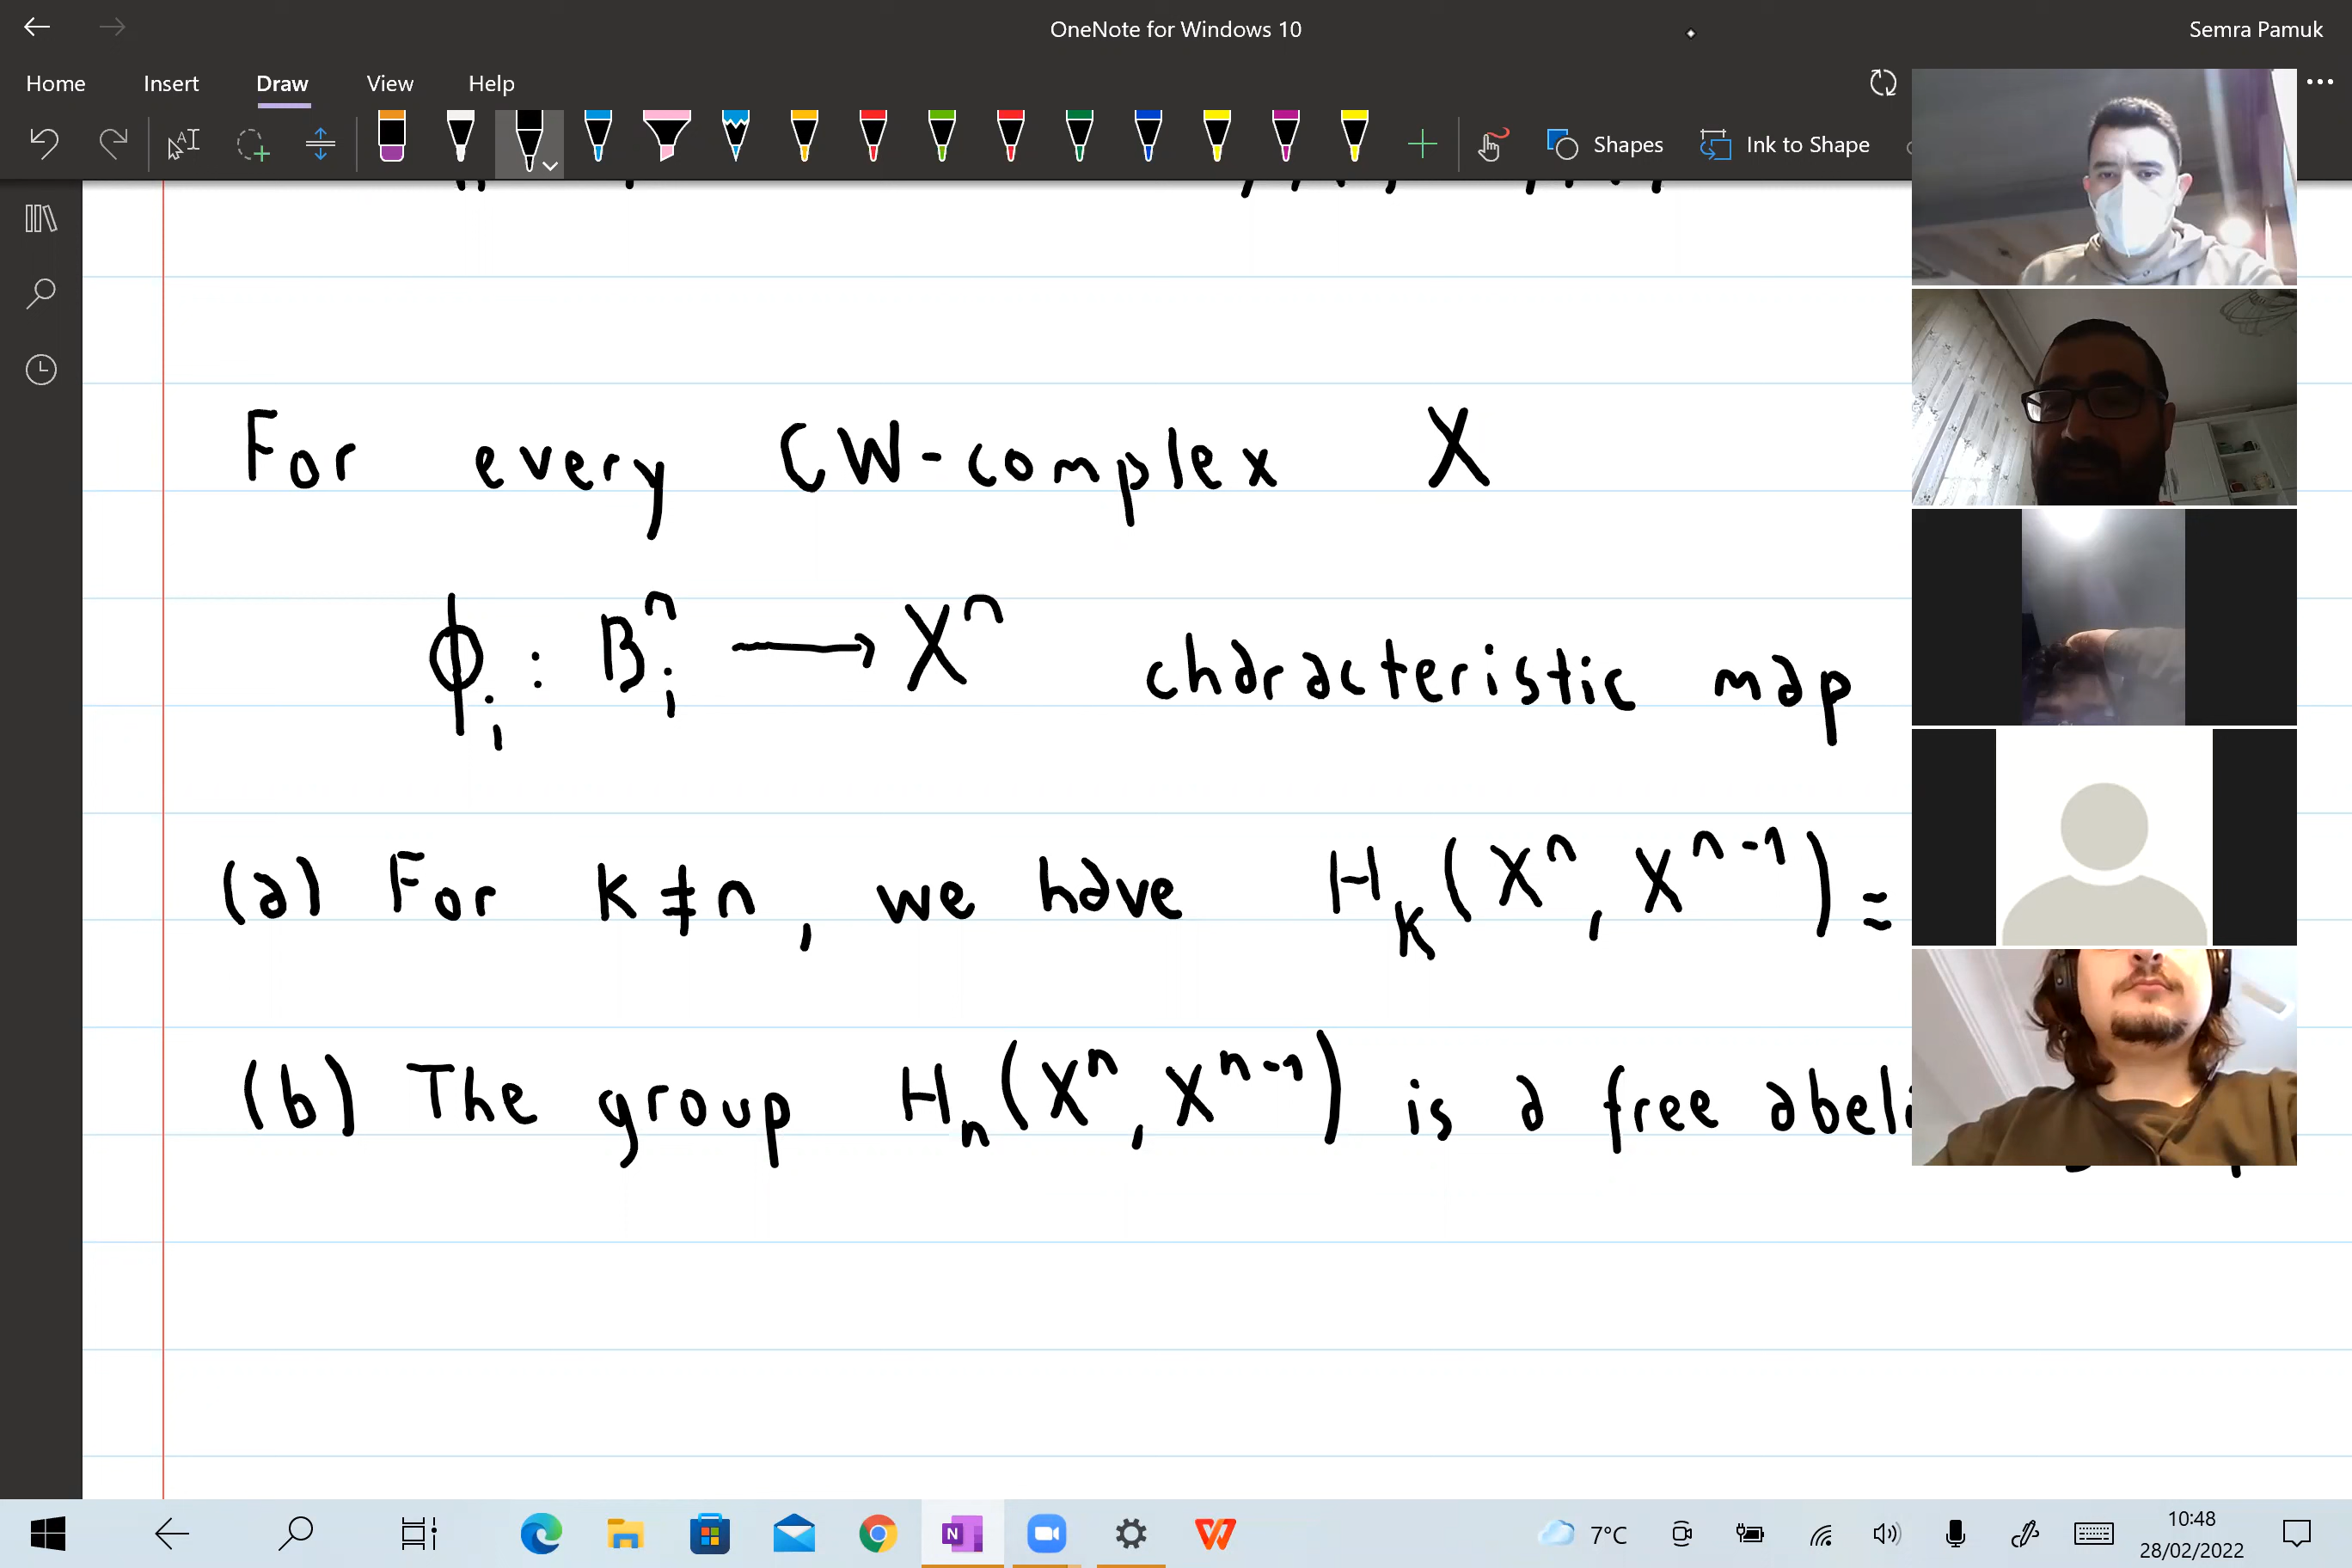 OneNote for Windows 10
Semra Pamuk
Home Insert Draw View Help
Shapes Ink to Shape
For every CW-complex X
ϕᵢ : Bᵢⁿ → Xⁿ characteristic map
(a) For k ≠ n, we have Hₖ(Xⁿ, Xⁿ⁻¹) =
(b) The group Hₙ(Xⁿ, Xⁿ⁻¹) is a free abeli
7°C
10:48
28/02/2022